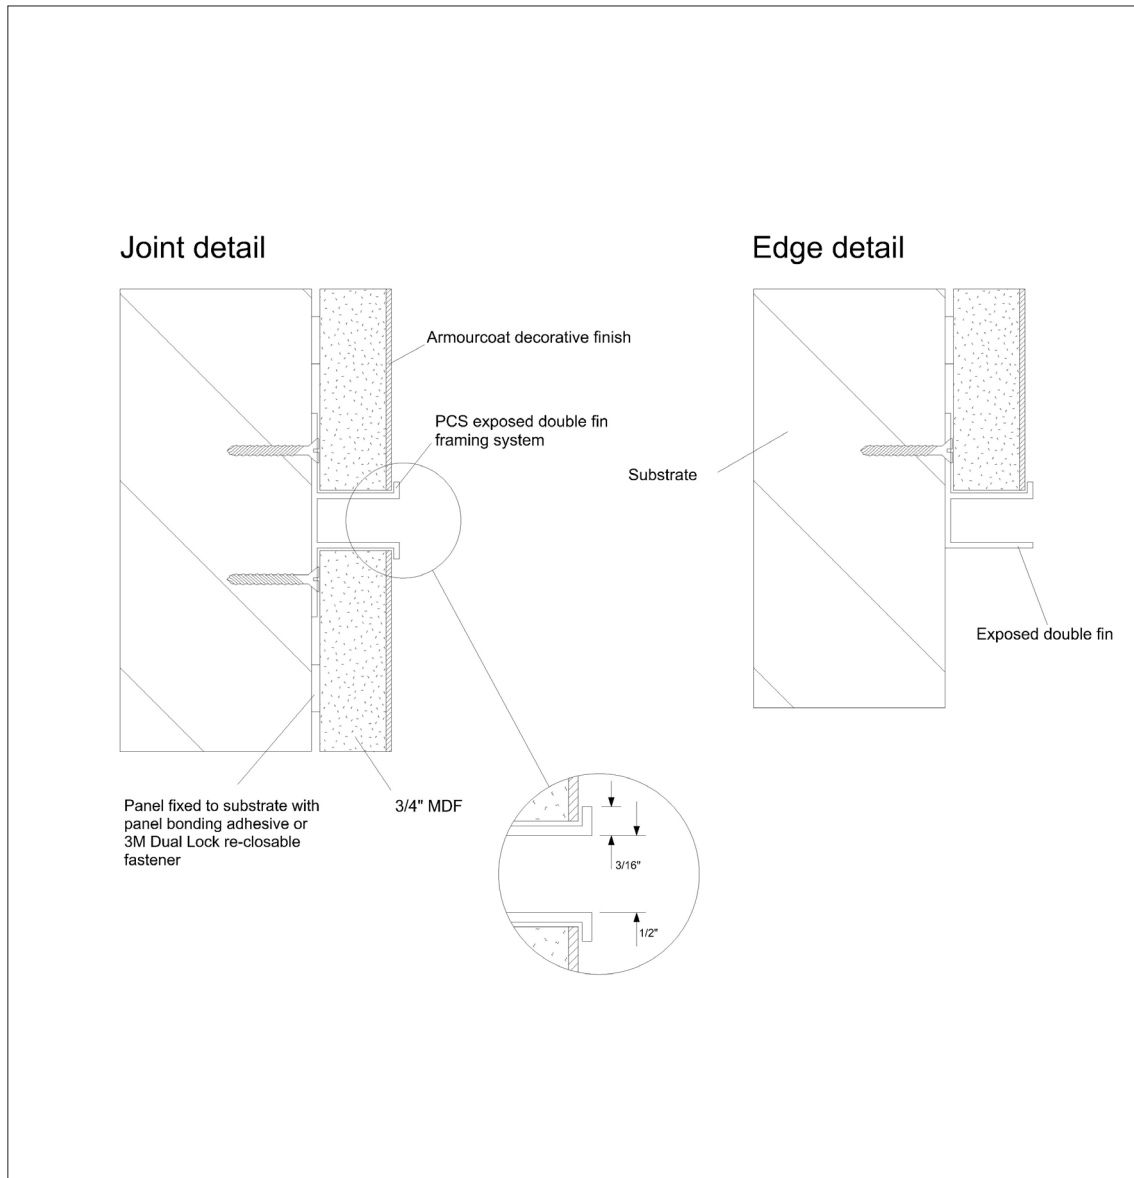 Joint detail
Edge detail
Armourcoat decorative finish
PCS exposed double fin
framing system
Substrate
Exposed double fin
Panel fixed to substrate with
panel bonding adhesive or
3M Dual Lock re-closable
fastener
3/4" MDF
3/16"
1/2"